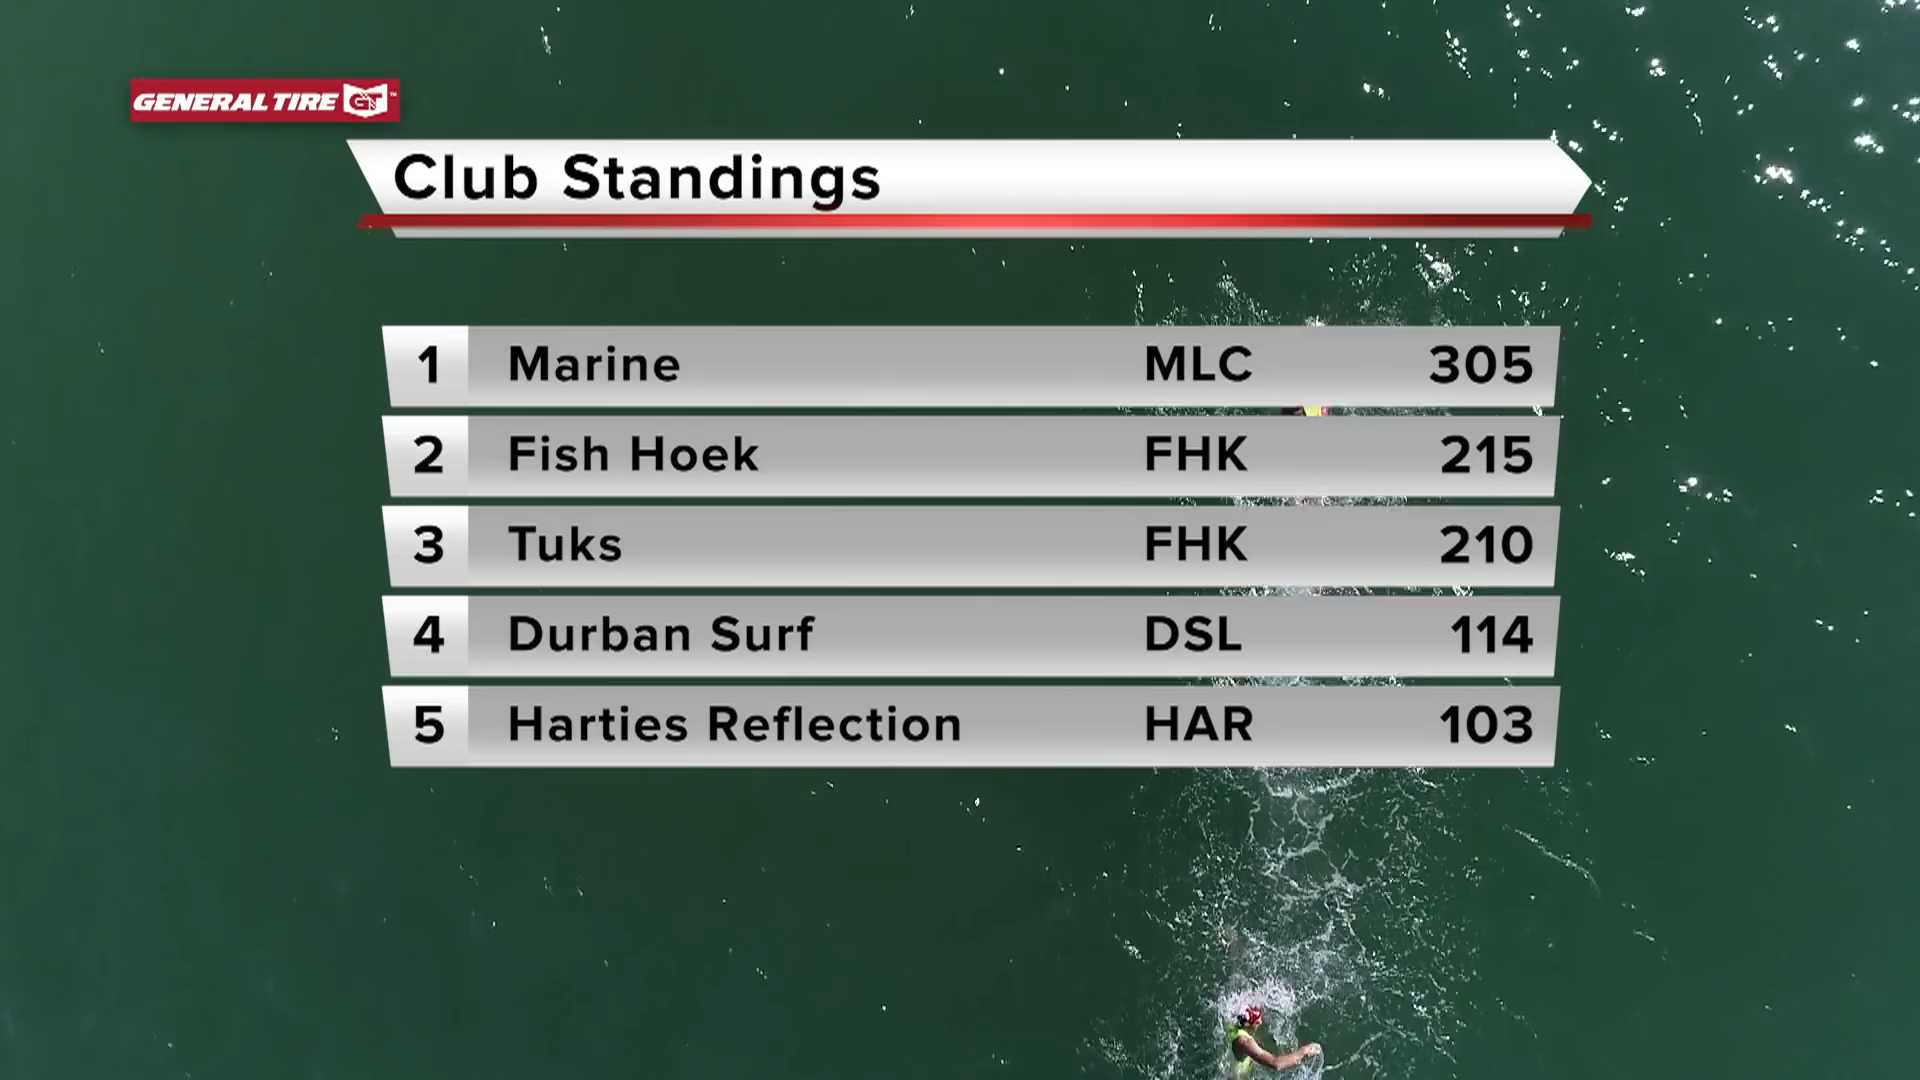 GENERAL TIRE GT™
Club Standings
1 Marine MLC 305
2 Fish Hoek FHK 215
3 Tuks FHK 210
4 Durban Surf DSL 114
5 Harties Reflection HAR 103